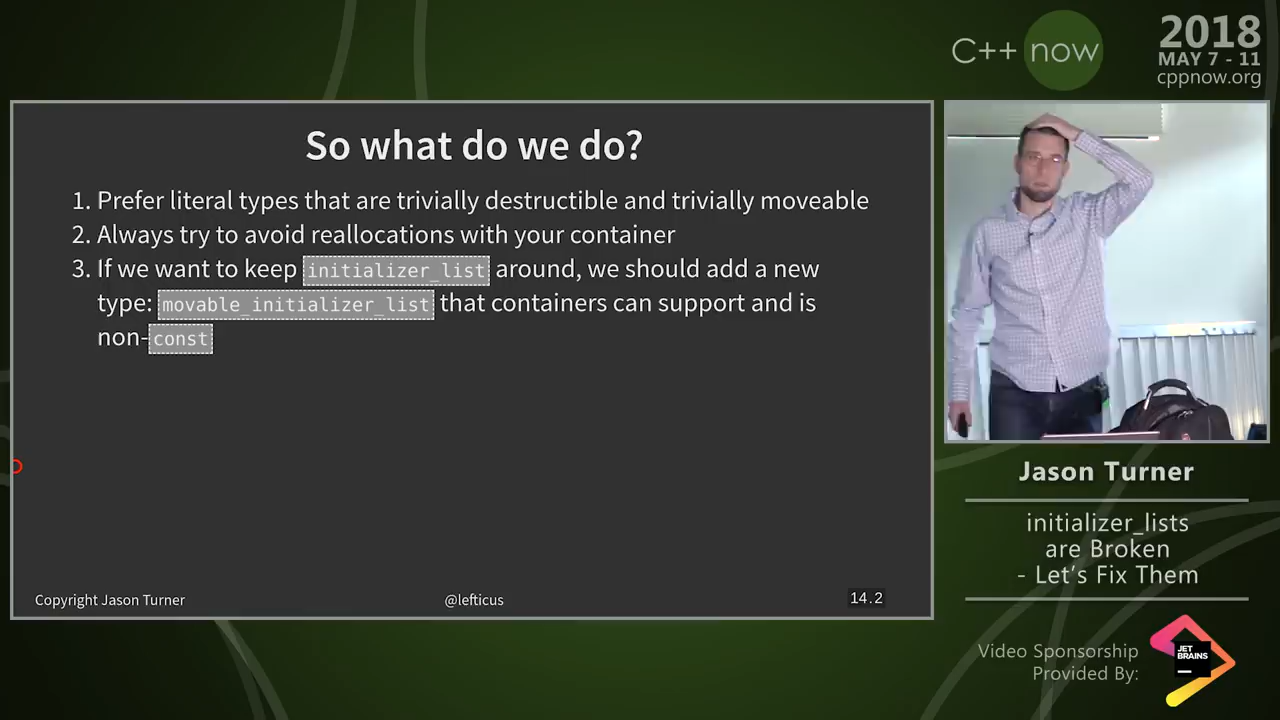 C++ now
2018
MAY 7 - 11
cppnow.org
So what do we do?
1. Prefer literal types that are trivially destructible and trivially moveable
2. Always try to avoid reallocations with your container
3. If we want to keep initializer_list around, we should add a new
type: movable_initializer_list that containers can support and is
non-const
Copyright Jason Turner
@lefticus
14.2
Jason Turner
initializer_lists
are Broken
- Let's Fix Them
Video Sponsorship
Provided By:
JET
BRAINS